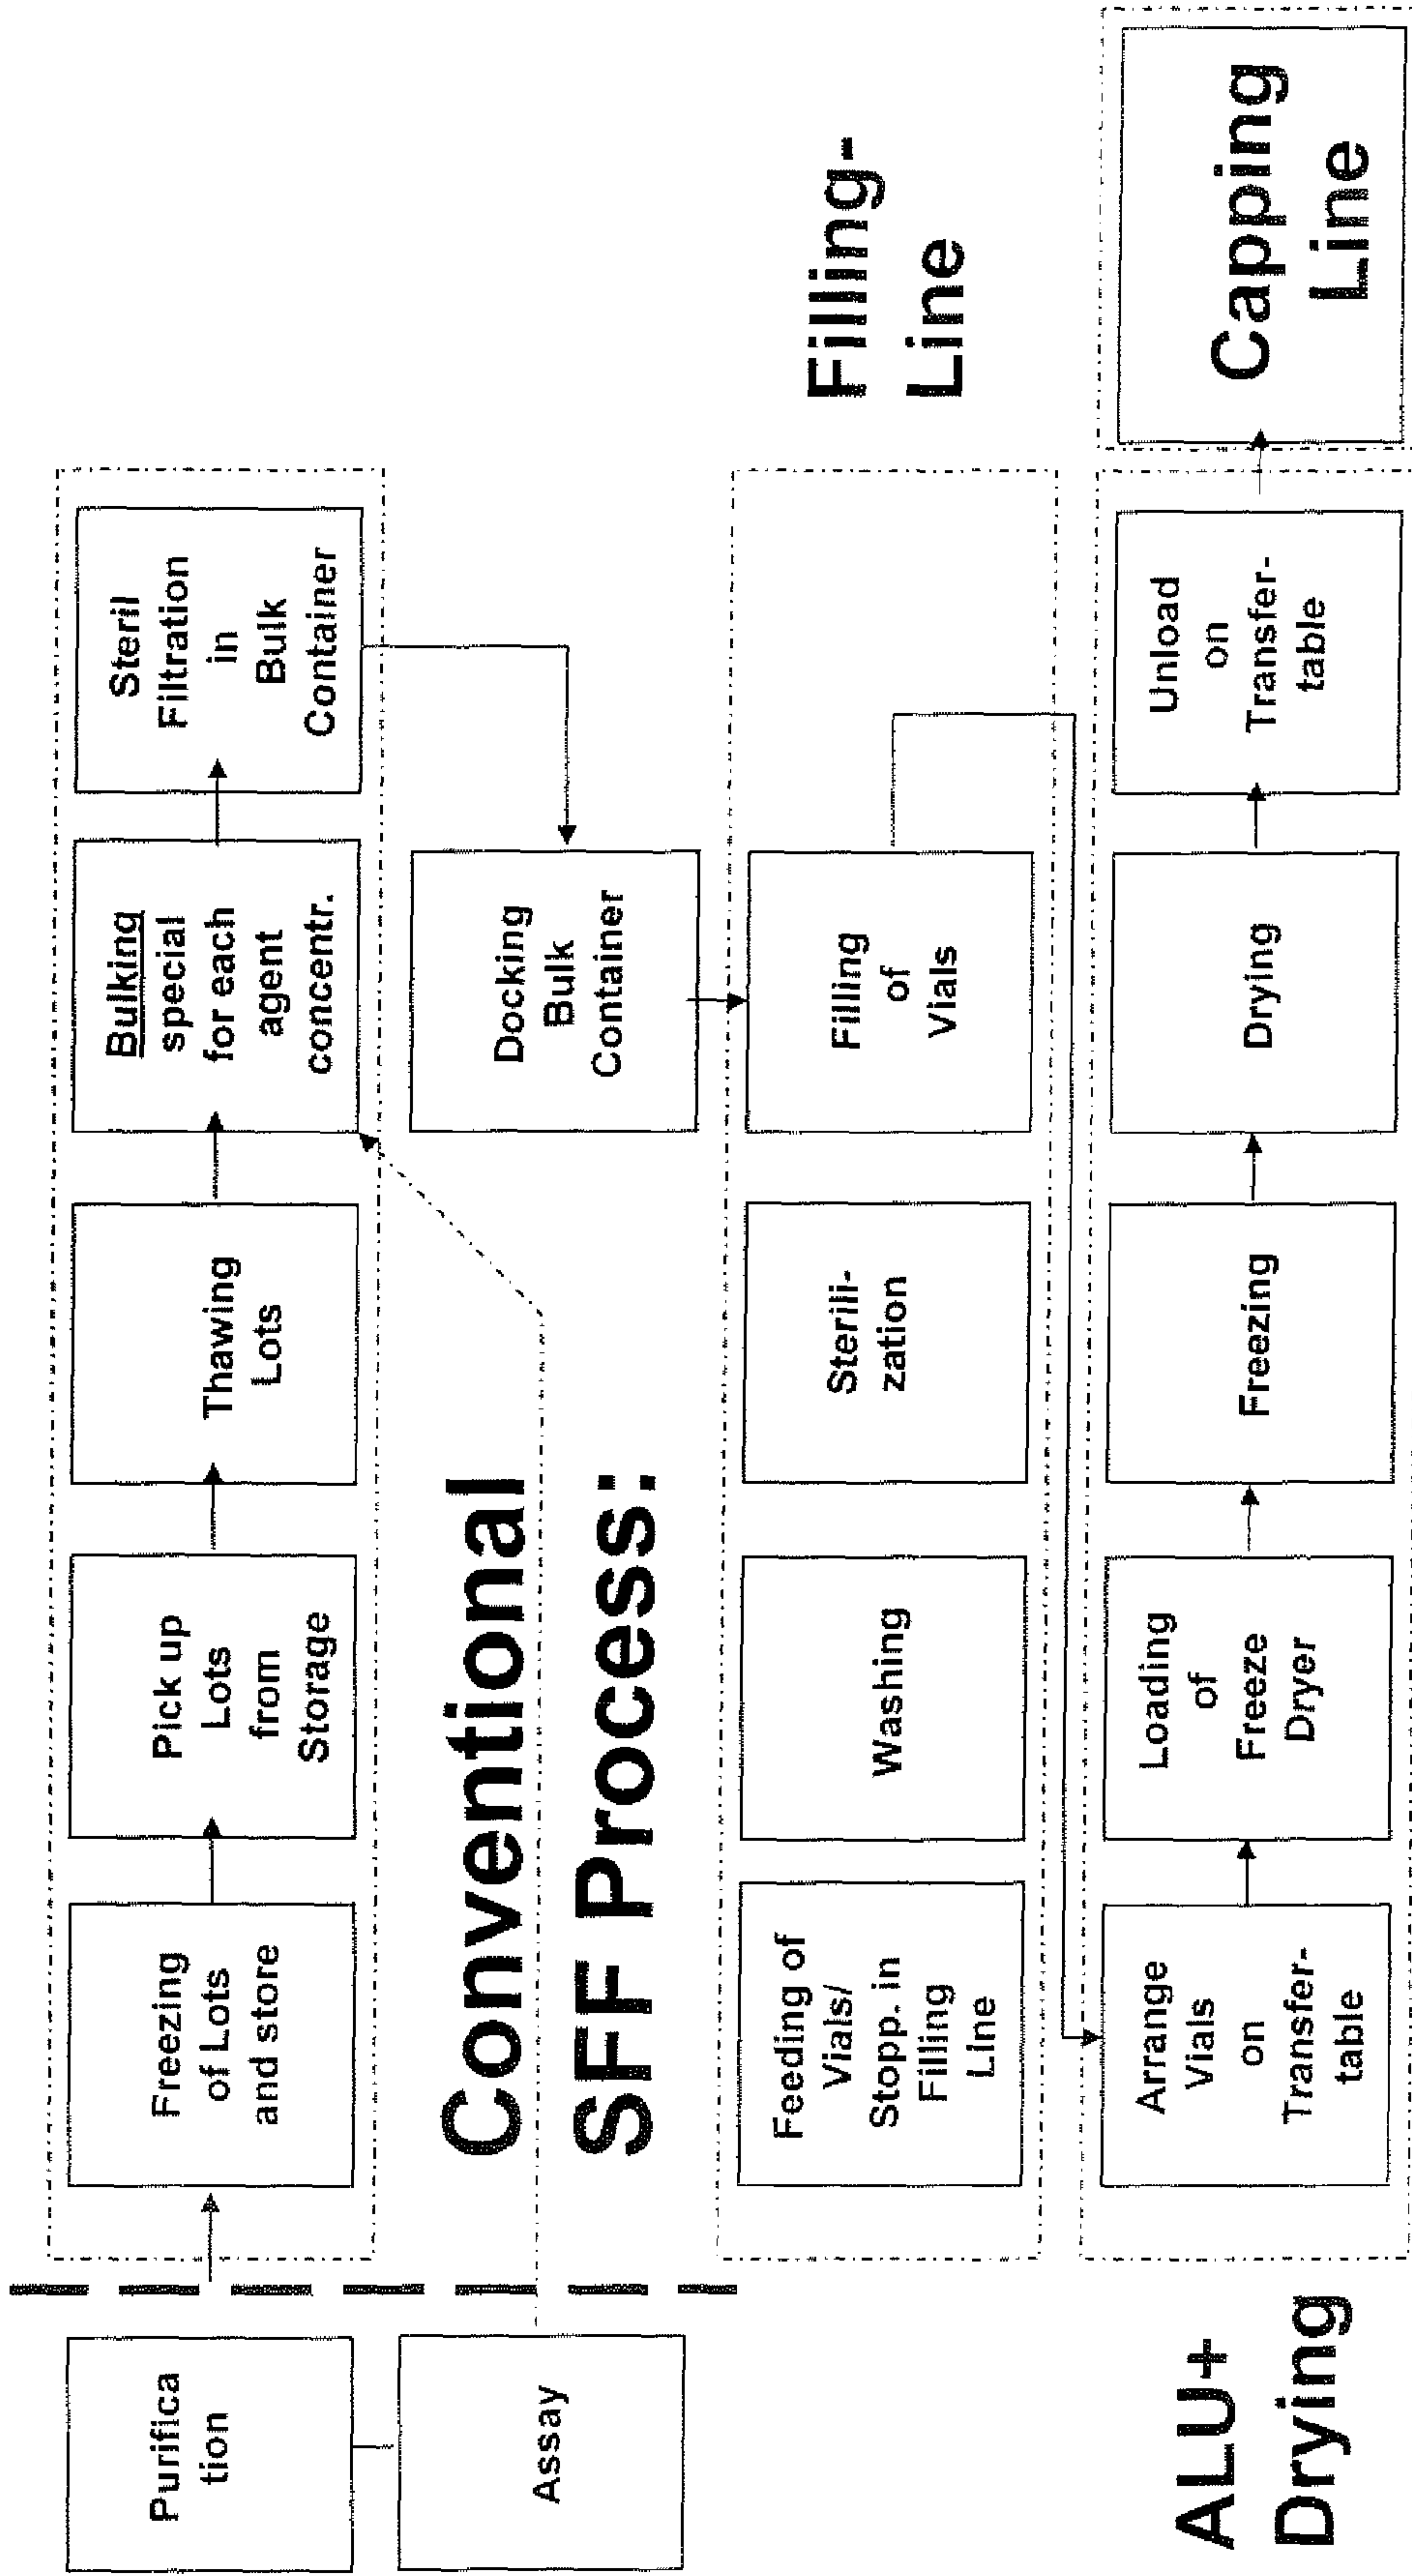 Purifica
tion
Freezing
of Lots
and store
Pick up
Lots
from
Storage
Thawing
Lots
Bulking
special
for each
agent
concentr.
Steril
Filtration
in
Bulk
Container
Assay
Conventional
SFF Process:
Docking
Bulk
Container
Feeding of
Vials/
Stopp. in
Filling
Line
Washing
Sterili-
zation
Filling
of
Vials
Filling-
Line
ALU+
Drying
Arrange
Vials
on
Transfer-
table
Loading
of
Freeze
Dryer
Freezing
Drying
Unload
on
Transfer-
table
Capping
Line